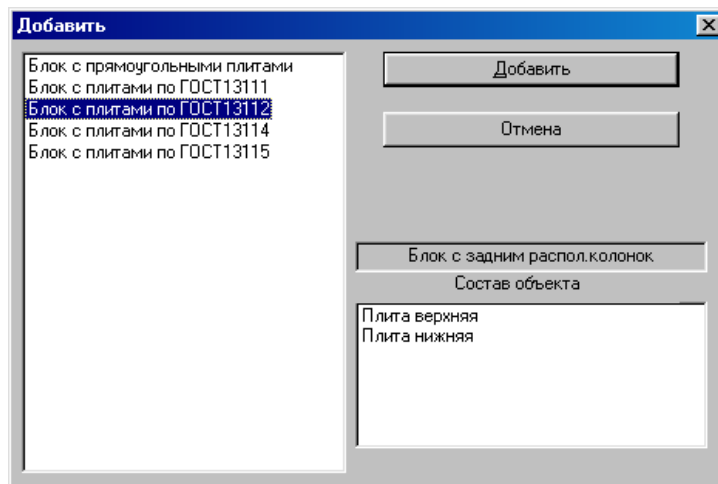 Добавить
Блок с прямоугольными плитами
Блок с плитами по ГОСТ13111
Блок с плитами по ГОСТ13112
Блок с плитами по ГОСТ13114
Блок с плитами по ГОСТ13115
Добавить
Отмена
Блок с задним распол.колонок
Состав объекта
Плита верхняя
Плита нижняя